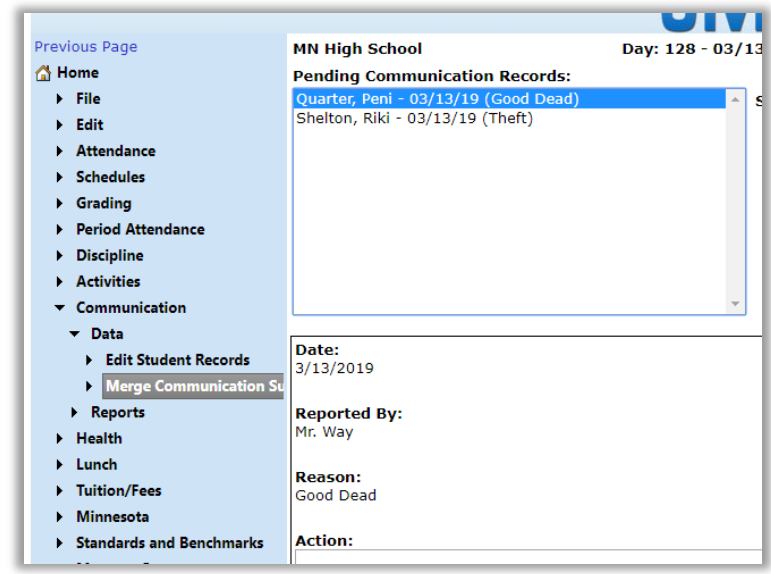 Previous Page
Home
File
Edit
Attendance
Schedules
Grading
Period Attendance
Discipline
Activities
Communication
Data
Edit Student Records
Merge Communication Su
Reports
Health
Lunch
Tuition/Fees
Minnesota
Standards and Benchmarks
MN High School Day: 128 - 03/13
Pending Communication Records:
Quarter, Peni - 03/13/19 (Good Dead)
Shelton, Riki - 03/13/19 (Theft)
S
Date:
3/13/2019
Reported By:
Mr. Way
Reason:
Good Dead
Action: